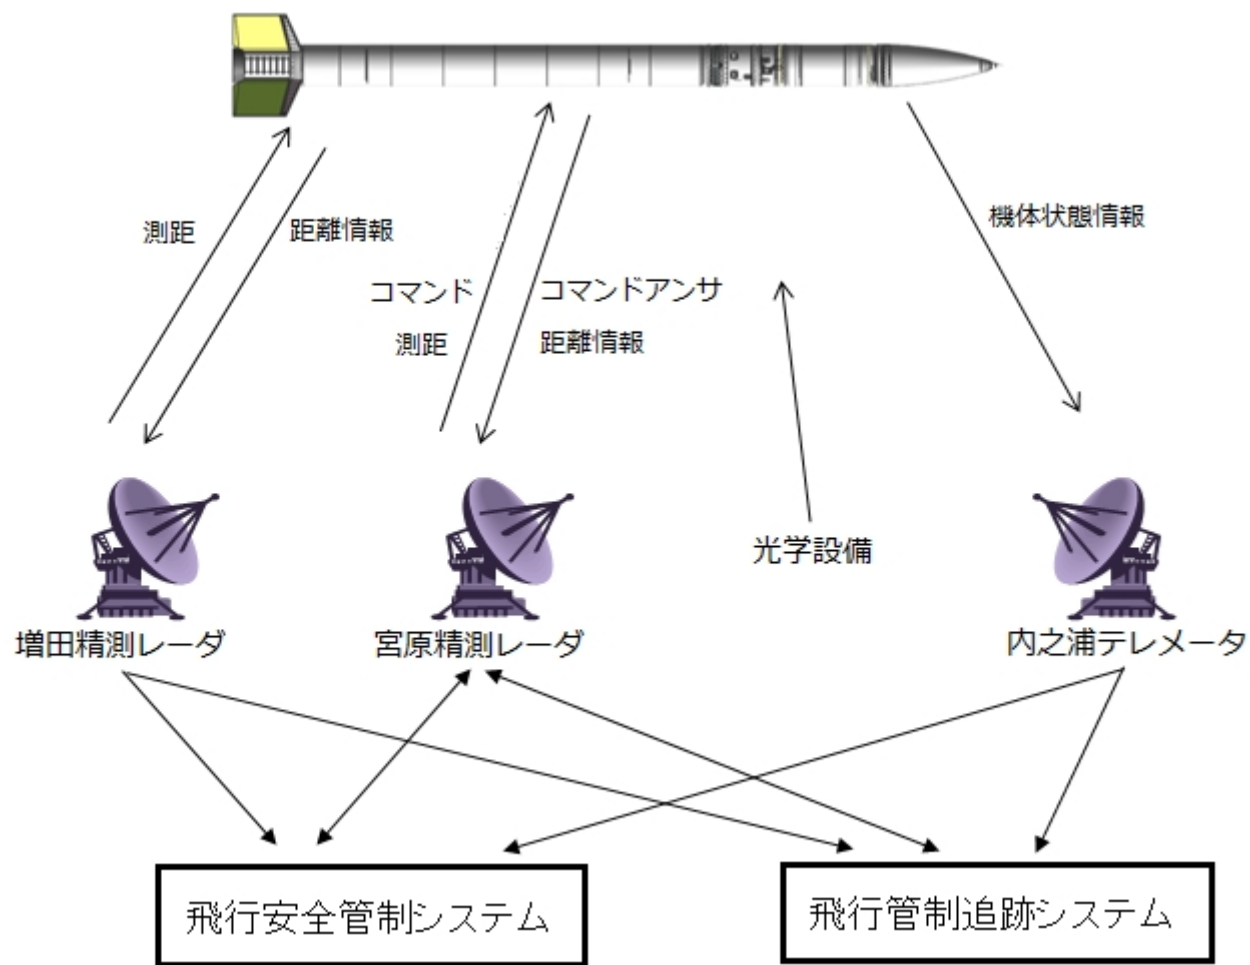 測距
距離情報
機体状態情報
コマンド
コマンドアンサ
測距
距離情報
光学設備
増田精測レーダ
宮原精測レーダ
内之浦テレメータ
飛行安全管制システム
飛行管制追跡システム